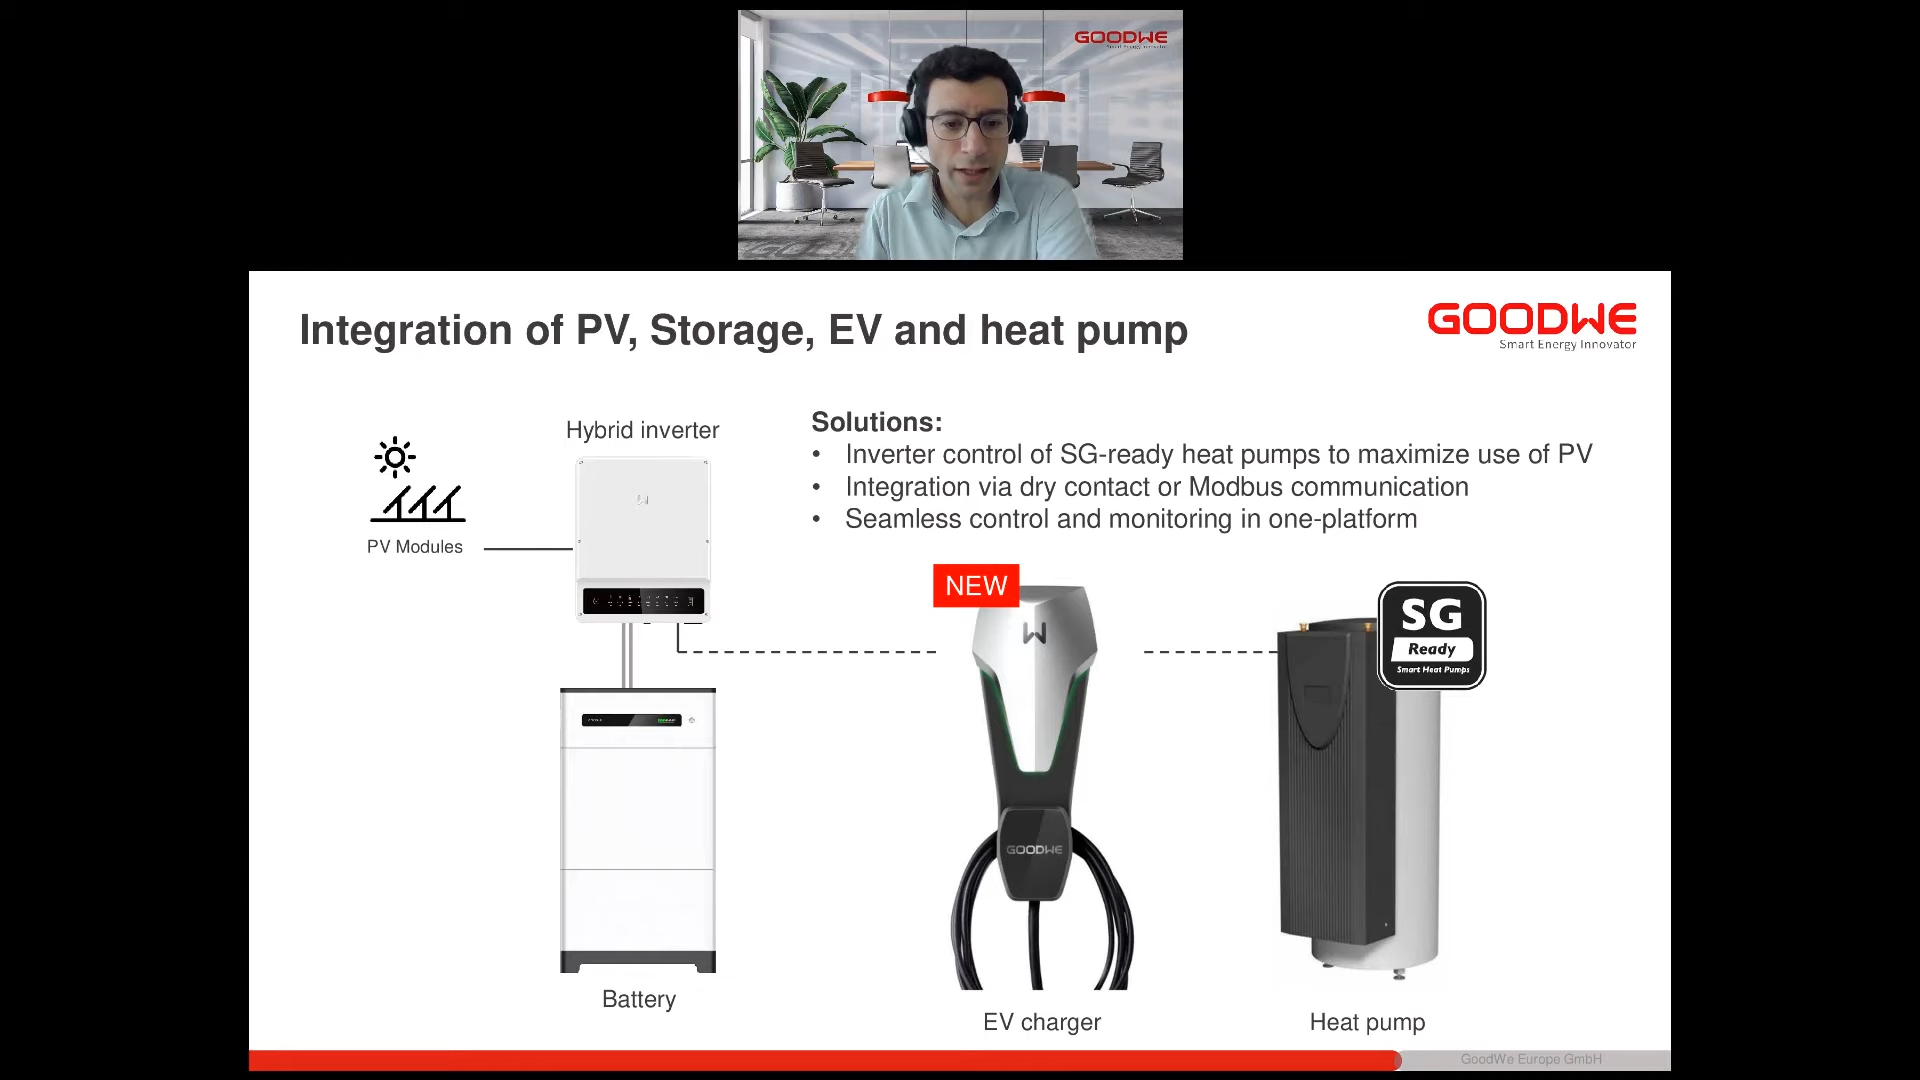 GOODWE
Integration of PV, Storage, EV and heat pump
GOODWE
Smart Energy Innovator
Hybrid inverter
Solutions:
• Inverter control of SG-ready heat pumps to maximize use of PV
• Integration via dry contact or Modbus communication
• Seamless control and monitoring in one-platform
PV Modules
NEW
SG
Ready
Smart Heat Pumps
GOODWE
Battery
EV charger
Heat pump
GoodWe Europe GmbH